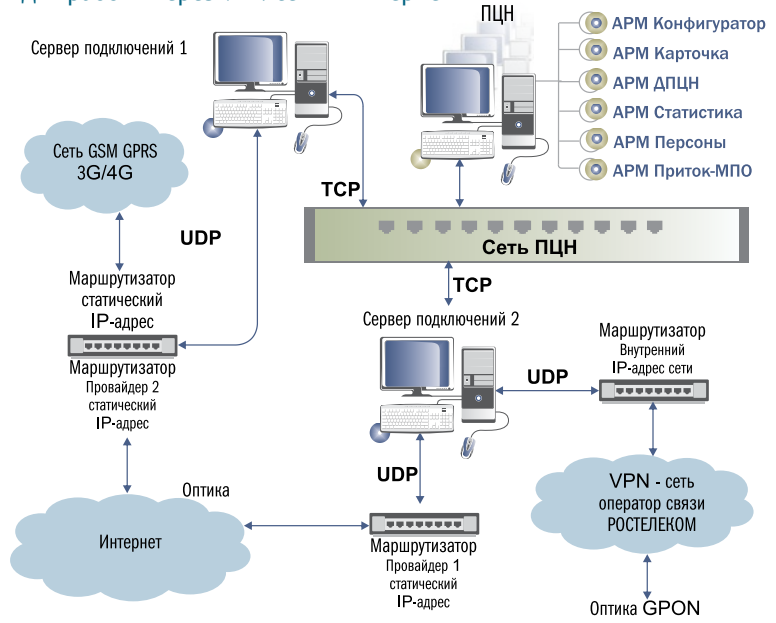 ПЦН
Сервер подключений 1
АРМ Конфигуратор
АРМ Карточка
АРМ ДПЦН
АРМ Статистика
АРМ Персоны
АРМ Приток-МПО
Сеть GSM GPRS
3G/4G
TCP
UDP
Сеть ПЦН
TCP
Маршрутизатор
статический
IP-адрес
Сервер подключений 2
Маршрутизатор
Внутренний
IP-адрес сети
Маршрутизатор
Провайдер 2
статический
IP-адрес
UDP
UDP
VPN - сеть
оператор связи
РОСТЕЛЕКОМ
Оптика
Интернет
Маршрутизатор
Провайдер 1
статический
IP-адрес
Оптика GPON